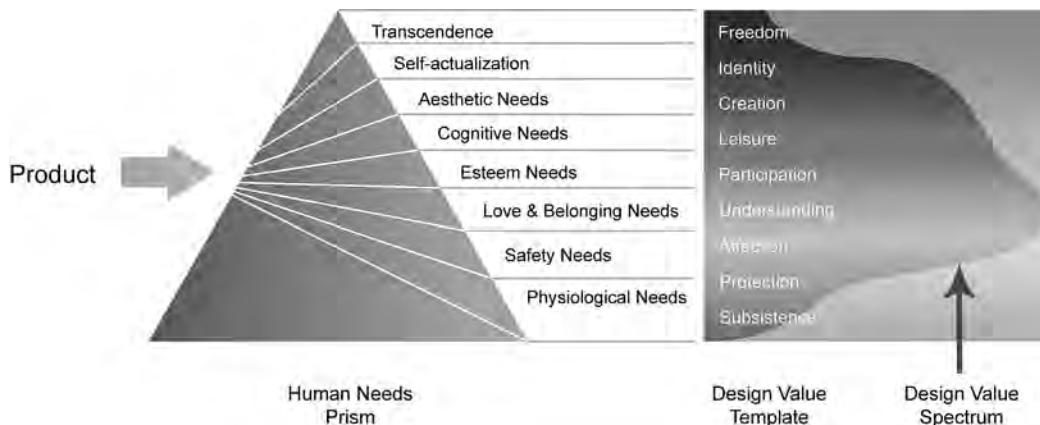 Product
Transcendence
Self-actualization
Aesthetic Needs
Cognitive Needs
Esteem Needs
Love & Belonging Needs
Safety Needs
Physiological Needs
Freedom
Identity
Creation
Leisure
Participation
Understanding
Affection
Protection
Subsistence
Human Needs
Prism
Design Value
Template
Design Value
Spectrum